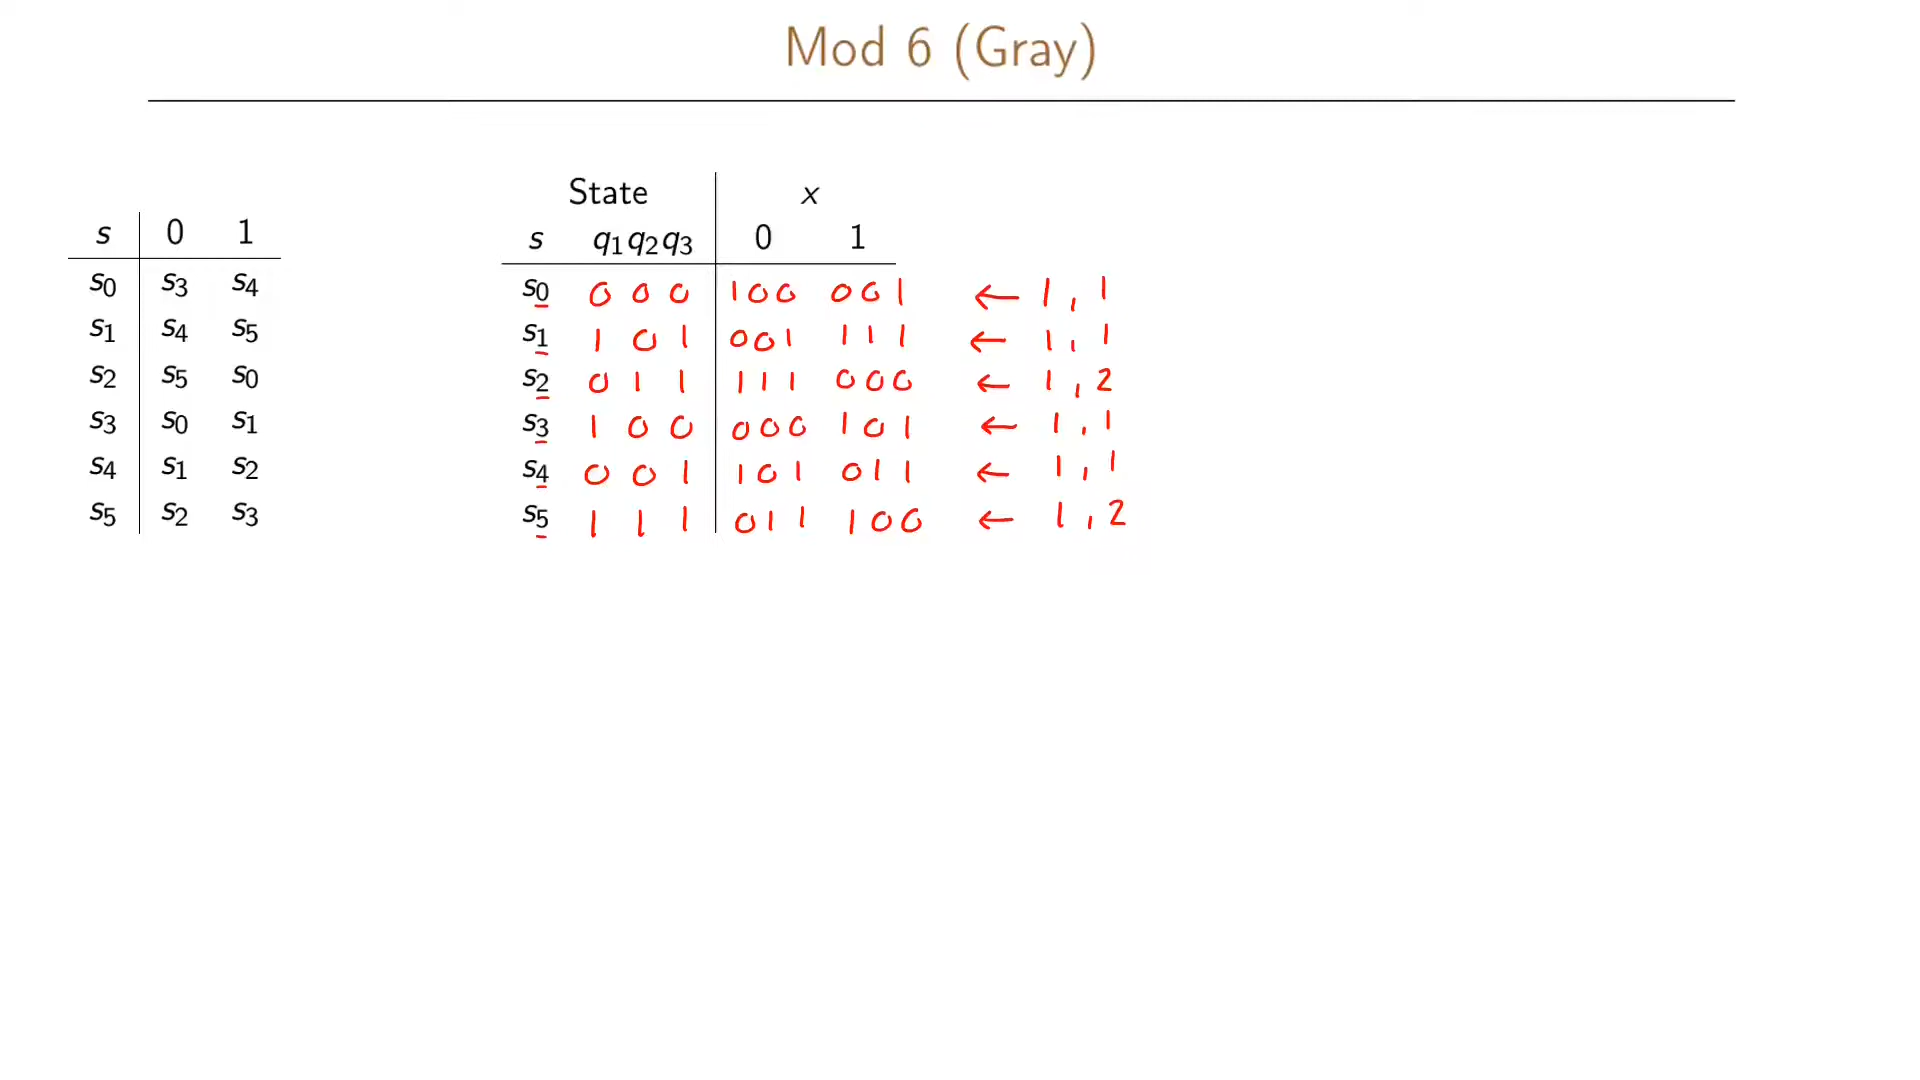 Mod 6 (Gray)
s 0 1
s0 s3 s4
s1 s4 s5
s2 s5 s0
s3 s0 s1
s4 s1 s2
s5 s2 s3
State x
s q1q2q3 0 1
s0 0 0 0 100 001 ← 1, 1
s1 1 0 1 001 111 ← 1, 1
s2 0 1 1 111 000 ← 1, 2
s3 1 0 0 000 101 ← 1, 1
s4 0 0 1 101 011 ← 1, 1
s5 1 1 1 011 100 ← 1, 2